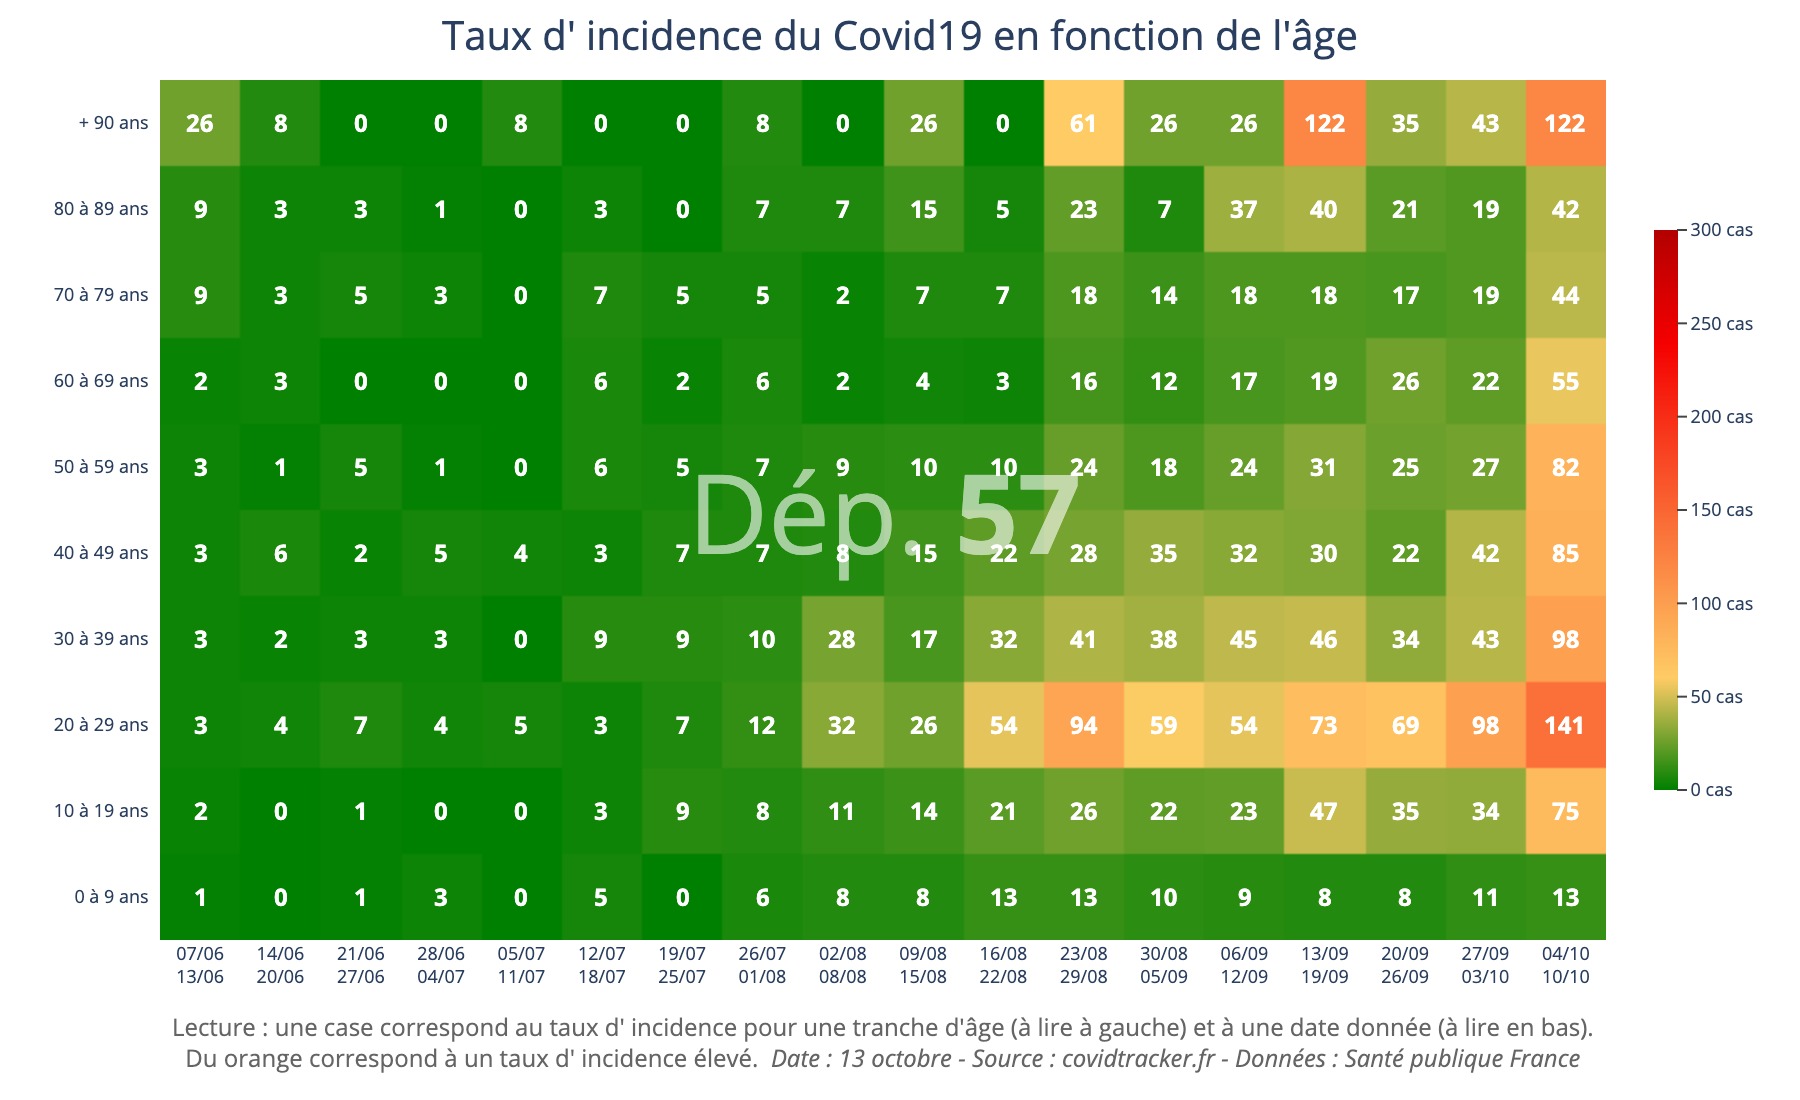 Taux d' incidence du Covid19 en fonction de l'âge
+ 90 ans 26 8 0 0 8 0 0 8 0 26 0 61 26 26 122 35 43 122
80 à 89 ans 9 3 3 1 0 3 0 7 7 15 5 23 7 37 40 21 19 42
70 à 79 ans 9 3 5 3 0 7 5 5 2 7 7 18 14 18 18 17 19 44
60 à 69 ans 2 3 0 0 0 6 2 6 2 4 3 16 12 17 19 26 22 55
50 à 59 ans 3 1 5 1 0 6 5 7 9 10 10 24 18 24 31 25 27 82
Dép. 57
40 à 49 ans 3 6 2 5 4 3 7 7 8 15 22 28 35 32 30 22 42 85
30 à 39 ans 3 2 3 3 0 9 9 10 28 17 32 41 38 45 46 34 43 98
20 à 29 ans 3 4 7 4 5 3 7 12 32 26 54 94 59 54 73 69 98 141
10 à 19 ans 2 0 1 0 0 3 9 8 11 14 21 26 22 23 47 35 34 75
0 à 9 ans 1 0 1 3 0 5 0 6 8 8 13 13 10 9 8 8 11 13
07/06 14/06 21/06 28/06 05/07 12/07 19/07 26/07 02/08 09/08 16/08 23/08 30/08 06/09 13/09 20/09 27/09 04/10
13/06 20/06 27/06 04/07 11/07 18/07 25/07 01/08 08/08 15/08 22/08 29/08 05/09 12/09 19/09 26/09 03/10 10/10
300 cas
250 cas
200 cas
150 cas
100 cas
50 cas
0 cas
Lecture : une case correspond au taux d' incidence pour une tranche d'âge (à lire à gauche) et à une date donnée (à lire en bas).
Du orange correspond à un taux d' incidence élevé. Date : 13 octobre - Source : covidtracker.fr - Données : Santé publique France